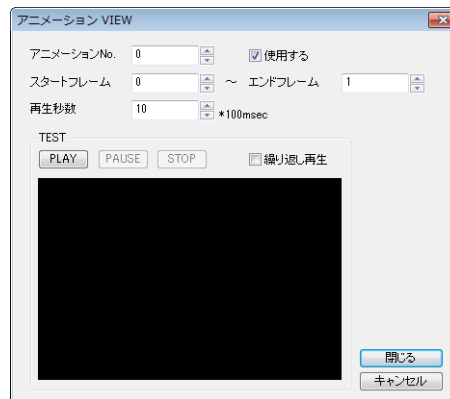 アニメーション VIEW
アニメーションNo. 0 使用する
スタートフレーム 0 ～ エンドフレーム 1
再生秒数 10 *100msec
TEST
PLAY PAUSE STOP 繰り返し再生
閉じる
キャンセル